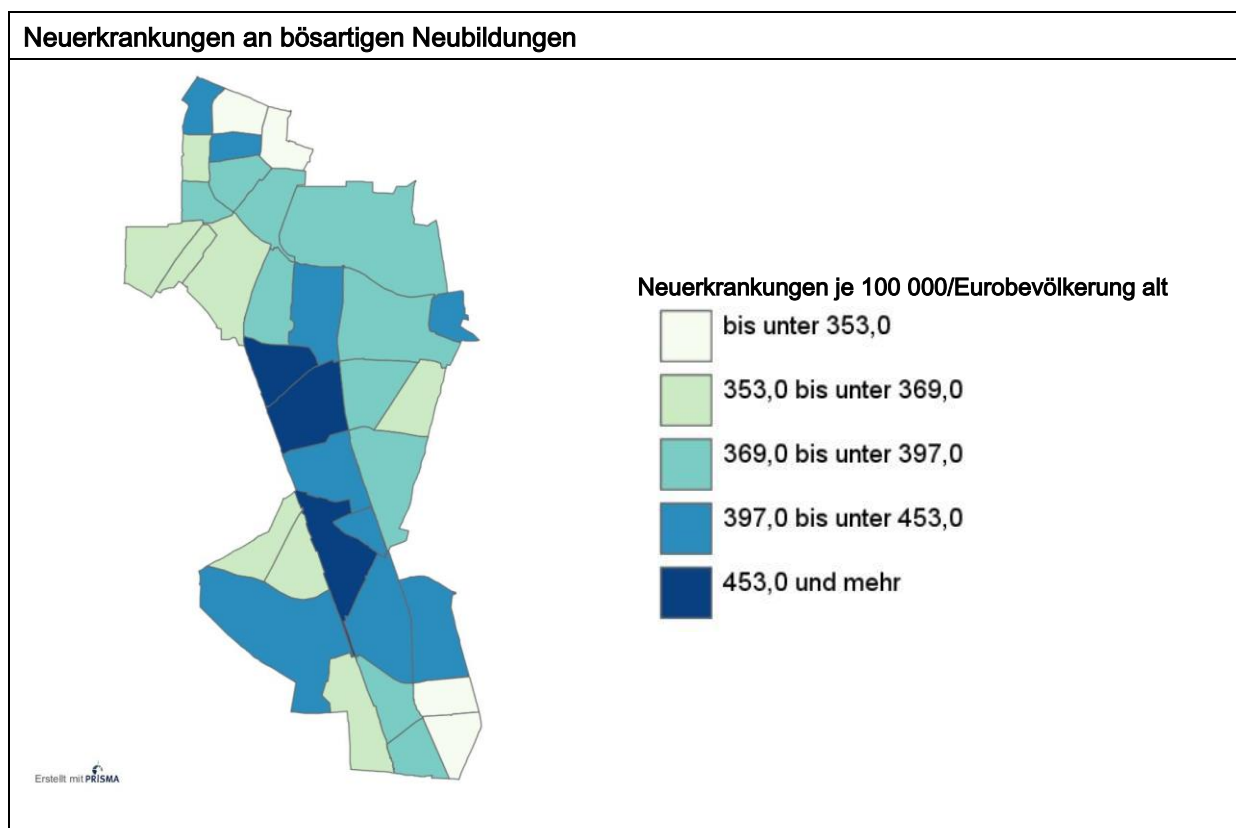 Neuerkrankungen an bösartigen Neubildungen
Neuerkrankungen je 100 000/Eurobevölkerung alt
bis unter 353,0
353,0 bis unter 369,0
369,0 bis unter 397,0
397,0 bis unter 453,0
453,0 und mehr
Erstellt mit PRISMA